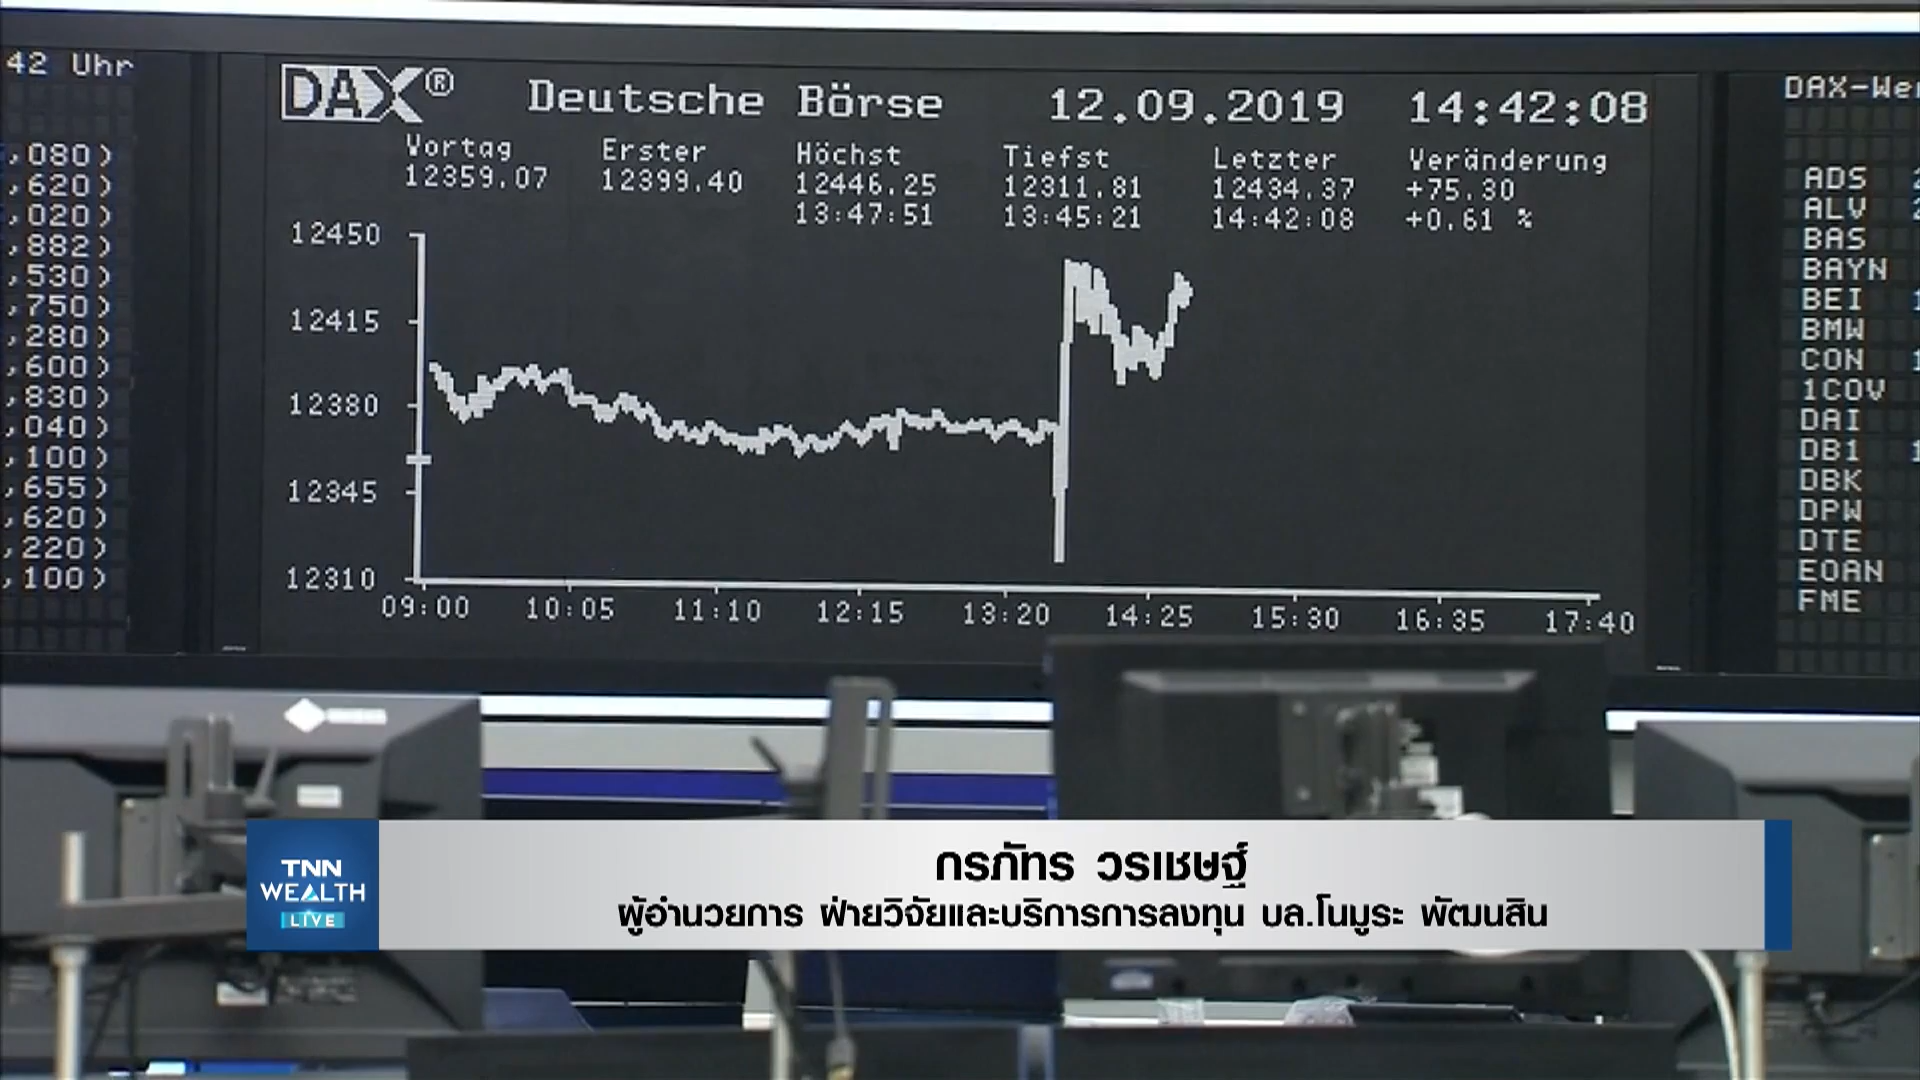 42 Uhr
,080)
,620)
,020)
,882)
,530)
,750)
,280)
,600)
,830)
,040)
,100)
,655)
,620)
,220)
,100)
DAX® Deutsche Börse 12.09.2019 14:42:08
Vortag Erster Höchst Tiefst Letzter Veränderung
12359.07 12399.40 12446.25 12311.81 12434.37 +75.30
13:47:51 13:45:21 14:42:08 +0.61 %
12450
12415
12380
12345
12310
09:00 10:05 11:10 12:15 13:20 14:25 15:30 16:35 17:40
ADS
ALV
BAS
BAYN
BEI
BMW
CON
1COV
DAI
DB1
DBK
DPW
DTE
EOAN
FME
TNN
WEALTH
LIVE
กรภัทร วรเชษฐ์
ผู้อำนวยการ ฝ่ายวิจัยและบริการการลงทุน บล.โนมูระ พัฒนสิน